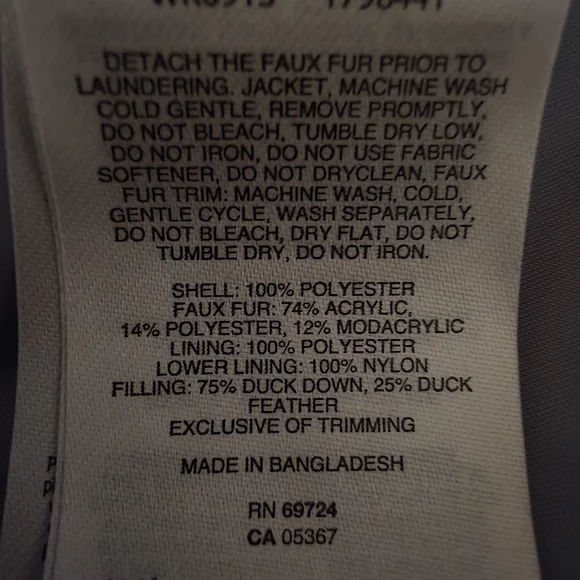 DETACH THE FAUX FUR PRIOR TO
LAUNDERING. JACKET, MACHINE WASH
COLD GENTLE, REMOVE PROMPTLY,
DO NOT BLEACH, TUMBLE DRY LOW,
DO NOT IRON, DO NOT USE FABRIC
SOFTENER, DO NOT DRYCLEAN, FAUX
FUR TRIM: MACHINE WASH, COLD,
GENTLE CYCLE, WASH SEPARATELY,
DO NOT BLEACH, DRY FLAT, DO NOT
TUMBLE DRY, DO NOT IRON.
SHELL: 100% POLYESTER
FAUX FUR: 74% ACRYLIC,
14% POLYESTER, 12% MODACRYLIC
LINING: 100% POLYESTER
LOWER LINING: 100% NYLON
FILLING: 75% DUCK DOWN, 25% DUCK
FEATHER
EXCLUSIVE OF TRIMMING
MADE IN BANGLADESH
RN 69724
CA 05367